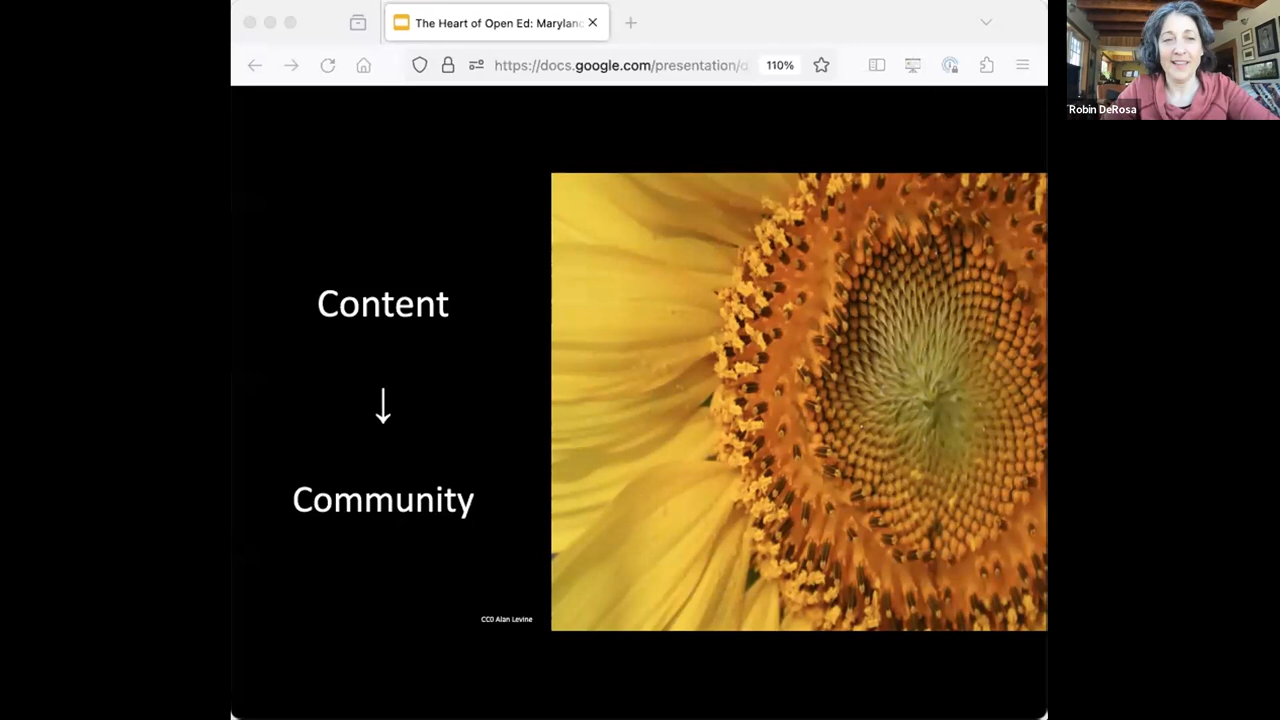 The Heart of Open Ed: Marylan
https://docs.google.com/presentation/d
110%
Robin DeRosa
Content
↓
Community
CC0 Alan Levine